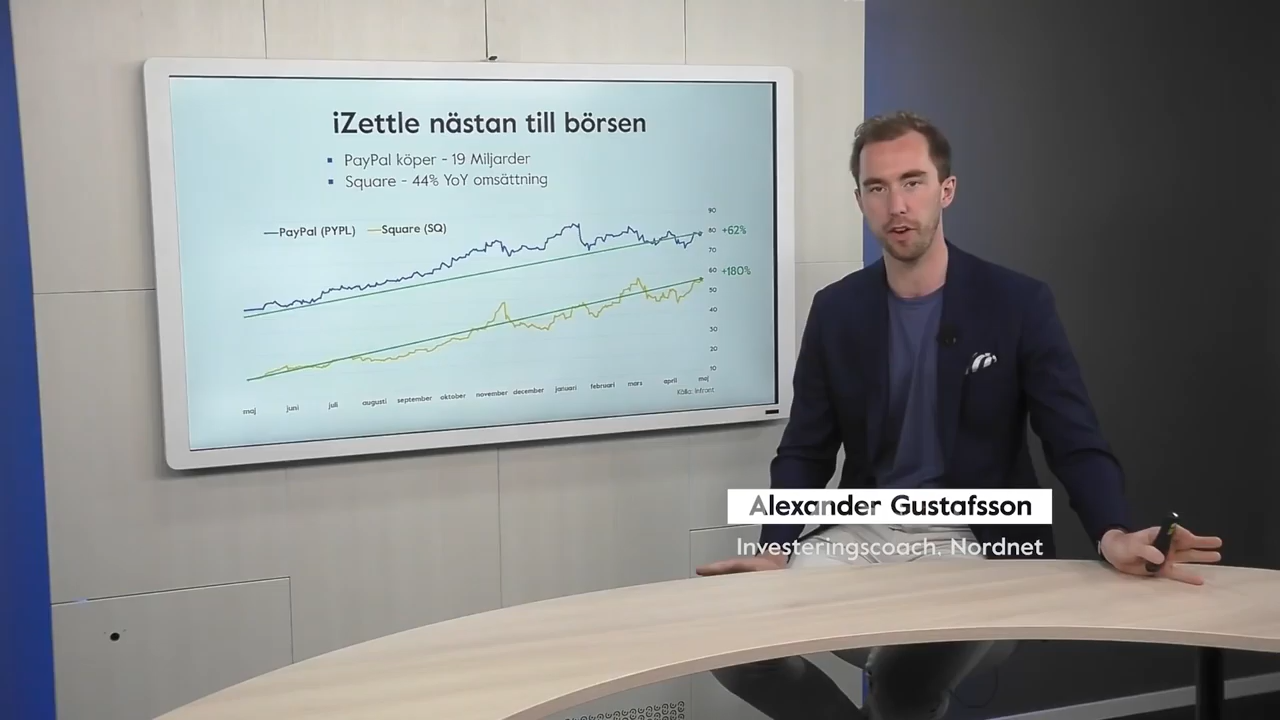 iZettle nästan till börsen
PayPal köper - 19 Miljarder
Square - 44% YoY omsättning
PayPal (PYPL) Square (SQ)
90
80 +62%
70
60 +180%
50
40
30
20
10
maj juni juli augusti september oktober november december januari februari mars april maj
Källa: Infront
Alexander Gustafsson
Investeringscoach, Nordnet